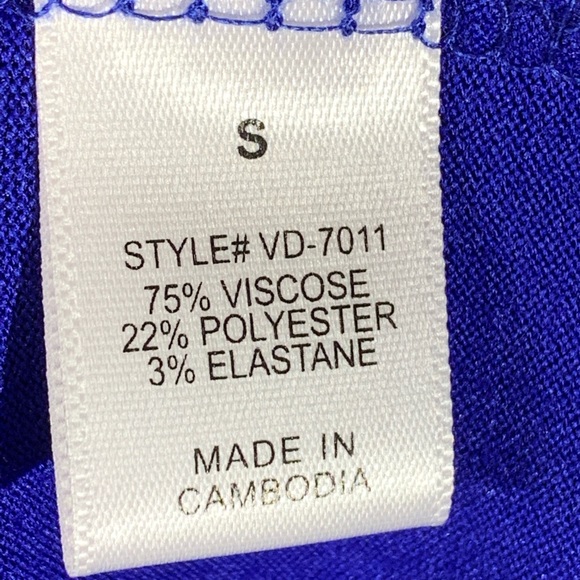 S
STYLE# VD-7011
75% VISCOSE
22% POLYESTER
3% ELASTANE
MADE IN
CAMBODIA